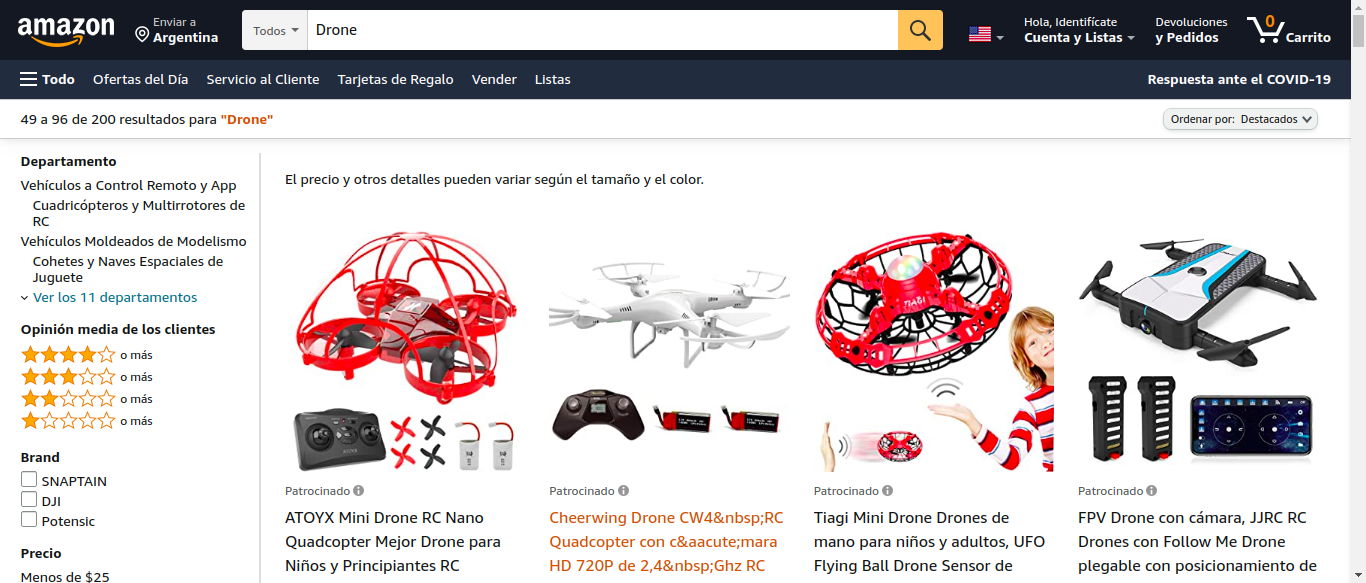 amazon
Enviar a
Argentina
Todos
Drone
Hola, Identifícate
Cuenta y Listas
Devoluciones
y Pedidos
0
Carrito
Todo
Ofertas del Día
Servicio al Cliente
Tarjetas de Regalo
Vender
Listas
Respuesta ante el COVID-19
49 a 96 de 200 resultados para "Drone"
Ordenar por: Destacados
Departamento
Vehículos a Control Remoto y App
Cuadricópteros y Multirrotores de
RC
Vehículos Moldeados de Modelismo
Cohetes y Naves Espaciales de
Juguete
Ver los 11 departamentos
Opinión media de los clientes
o más
o más
o más
o más
Brand
SNAPTAIN
DJI
Potensic
Precio
Menos de $25
El precio y otros detalles pueden variar según el tamaño y el color.
Patrocinado
ATOYX Mini Drone RC Nano
Quadcopter Mejor Drone para
Niños y Principiantes RC
Patrocinado
Cheerwing Drone CW4&nbsp;RC
Quadcopter con c&aacute;mara
HD 720P de 2,4&nbsp;Ghz RC
TIAGI
Patrocinado
Tiagi Mini Drone Drones de
mano para niños y adultos, UFO
Flying Ball Drone Sensor de
Patrocinado
FPV Drone con cámara, JJRC RC
Drones con Follow Me Drone
plegable con posicionamiento de